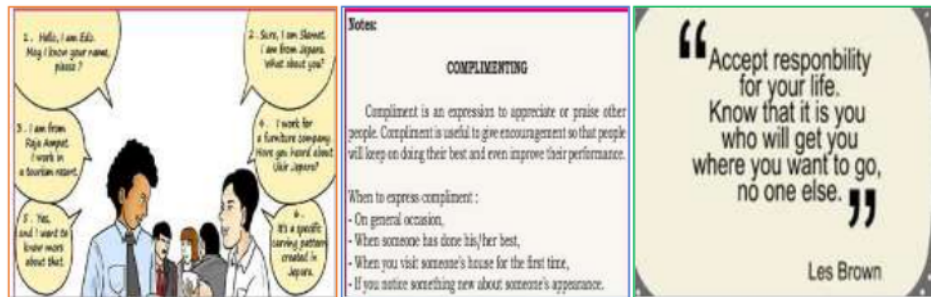 1. Hello, I am Edo.
May I know your name,
please?
2. Sure, I am Slamet.
I am from Jepara.
What about you?
3. I am from
Raja Ampat.
I work in
a tourism resort.
4. I work for
a furniture company.
Have you heard about
Ukir Jepara?
5. Yes,
and I want to
know more
about that.
6.
It's a specific
carving pattern
created in
Jepara.
Notes:
COMPLIMENTING
Compliment is an expression to appreciate or praise other
people. Compliment is useful to give encouragement so that people
will keep on doing their best and even improve their performance.
When to express compliment :
- On general occasion,
- When someone has done his/her best,
- When you visit someone's house for the first time,
- If you notice something new about someone's appearance.
“Accept responbility
for your life.
Know that it is you
who will get you
where you want to go,
no one else.”
Les Brown